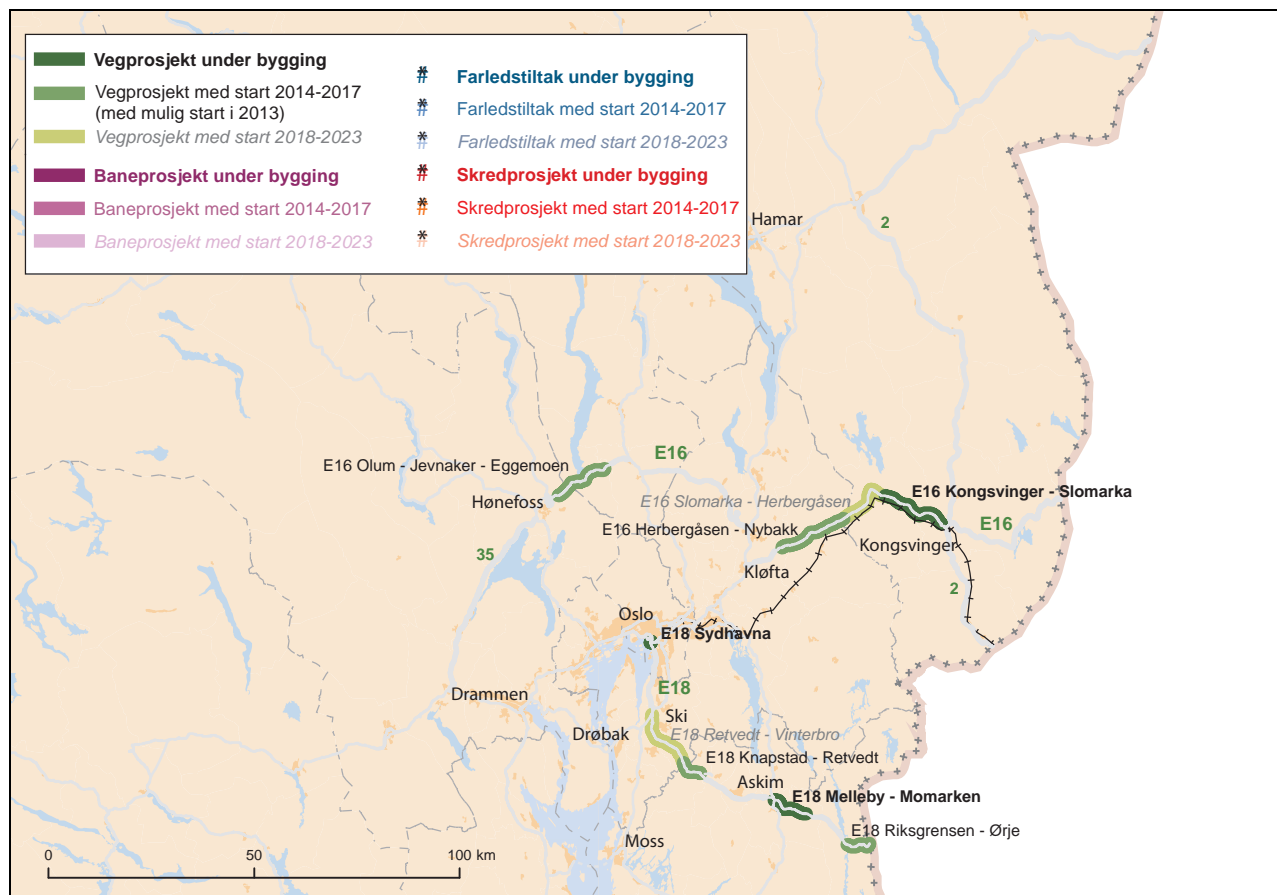 Vegprosjekt under bygging
Vegprosjekt med start 2014-2017
(med mulig start i 2013)
Vegprosjekt med start 2018-2023
Baneprosjekt under bygging
Baneprosjekt med start 2014-2017
Baneprosjekt med start 2018-2023
Farledstiltak under bygging
Farledstiltak med start 2014-2017
Farledstiltak med start 2018-2023
Skredprosjekt under bygging
Skredprosjekt med start 2014-2017
Skredprosjekt med start 2018-2023
Hamar
2
E16
E16 Olum - Jevnaker - Eggemoen
Hønefoss
E16 Slomarka - Herbergåsen
E16 Kongsvinger - Slomarka
E16
E16 Herbergåsen - Nybakk
Kongsvinger
35
Kløfta
2
Oslo
E18 Sydhavna
E18
Drammen
Ski
Drøbak
E18 Retvedt - Vinterbro
E18 Knapstad - Retvedt
Askim
E18 Melleby - Momarken
E18 Riksgrensen - Ørje
Moss
0 50 100 km